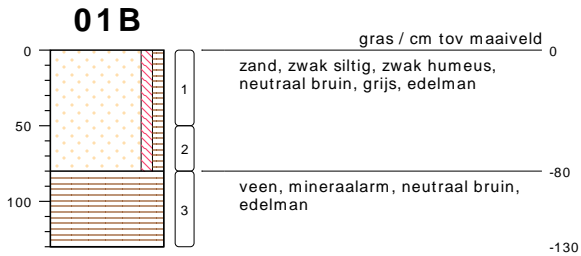 01B
gras / cm tov maaiveld
0
0
zand, zwak siltig, zwak humeus,
neutraal bruin, grijs, edelman
1
50
2
-80
veen, mineraalarm, neutraal bruin,
edelman
100
3
-130